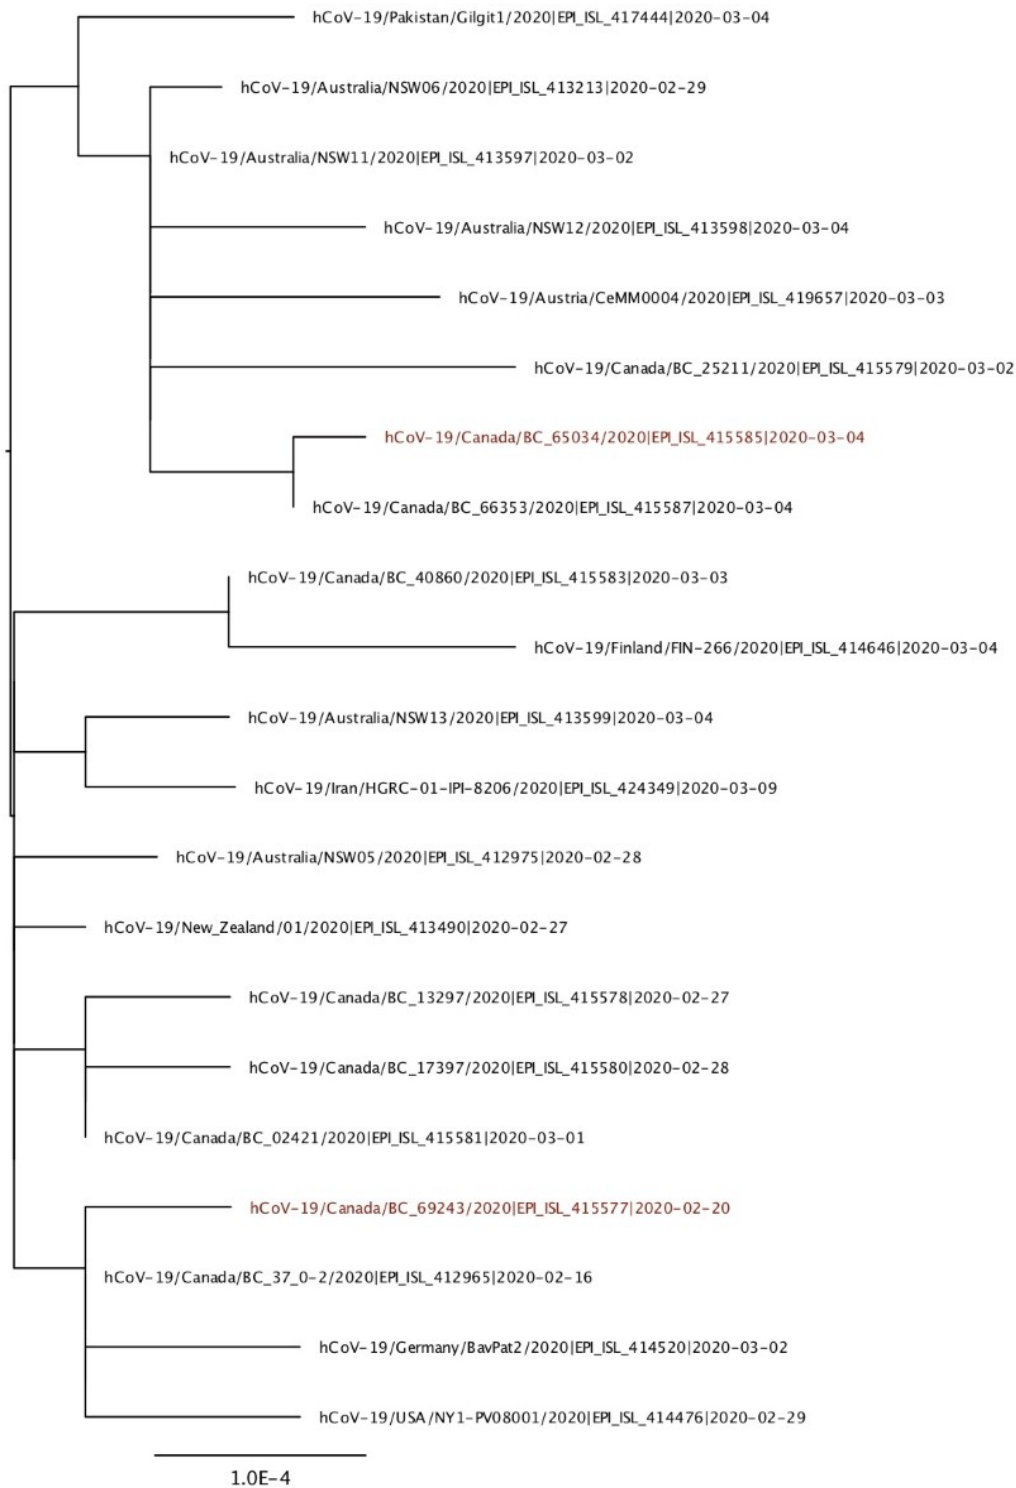 hCoV-19/Pakistan/Gilgit1/2020|EPI_ISL_417444|2020-03-04
hCoV-19/Australia/NSW06/2020|EPI_ISL_413213|2020-02-29
hCoV-19/Australia/NSW11/2020|EPI_ISL_413597|2020-03-02
hCoV-19/Australia/NSW12/2020|EPI_ISL_413598|2020-03-04
hCoV-19/Austria/CeMM0004/2020|EPI_ISL_419657|2020-03-03
hCoV-19/Canada/BC_25211/2020|EPI_ISL_415579|2020-03-02
hCoV-19/Canada/BC_65034/2020|EPI_ISL_415585|2020-03-04
hCoV-19/Canada/BC_66353/2020|EPI_ISL_415587|2020-03-04
hCoV-19/Canada/BC_40860/2020|EPI_ISL_415583|2020-03-03
hCoV-19/Finland/FIN-266/2020|EPI_ISL_414646|2020-03-04
hCoV-19/Australia/NSW13/2020|EPI_ISL_413599|2020-03-04
hCoV-19/Iran/HGRC-01-IPI-8206/2020|EPI_ISL_424349|2020-03-09
hCoV-19/Australia/NSW05/2020|EPI_ISL_412975|2020-02-28
hCoV-19/New_Zealand/01/2020|EPI_ISL_413490|2020-02-27
hCoV-19/Canada/BC_13297/2020|EPI_ISL_415578|2020-02-27
hCoV-19/Canada/BC_17397/2020|EPI_ISL_415580|2020-02-28
hCoV-19/Canada/BC_02421/2020|EPI_ISL_415581|2020-03-01
hCoV-19/Canada/BC_69243/2020|EPI_ISL_415577|2020-02-20
hCoV-19/Canada/BC_37_0-2/2020|EPI_ISL_412965|2020-02-16
hCoV-19/Germany/BavPat2/2020|EPI_ISL_414520|2020-03-02
hCoV-19/USA/NY1-PV08001/2020|EPI_ISL_414476|2020-02-29
1.0E-4